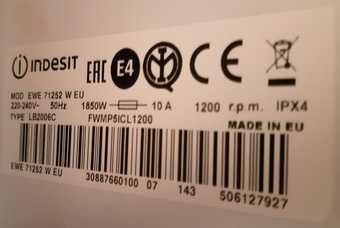 INDESIT
EAC E4 IQ CE
MOD EWE 71252 W EU
220-240V~ 50Hz 1850W 10 A 1200 r.p.m. IPX4
TYPE LB2006C FWMP5ICL1200 MADE IN EU
EWE 71252 W EU
30887660100 07 143 506127927